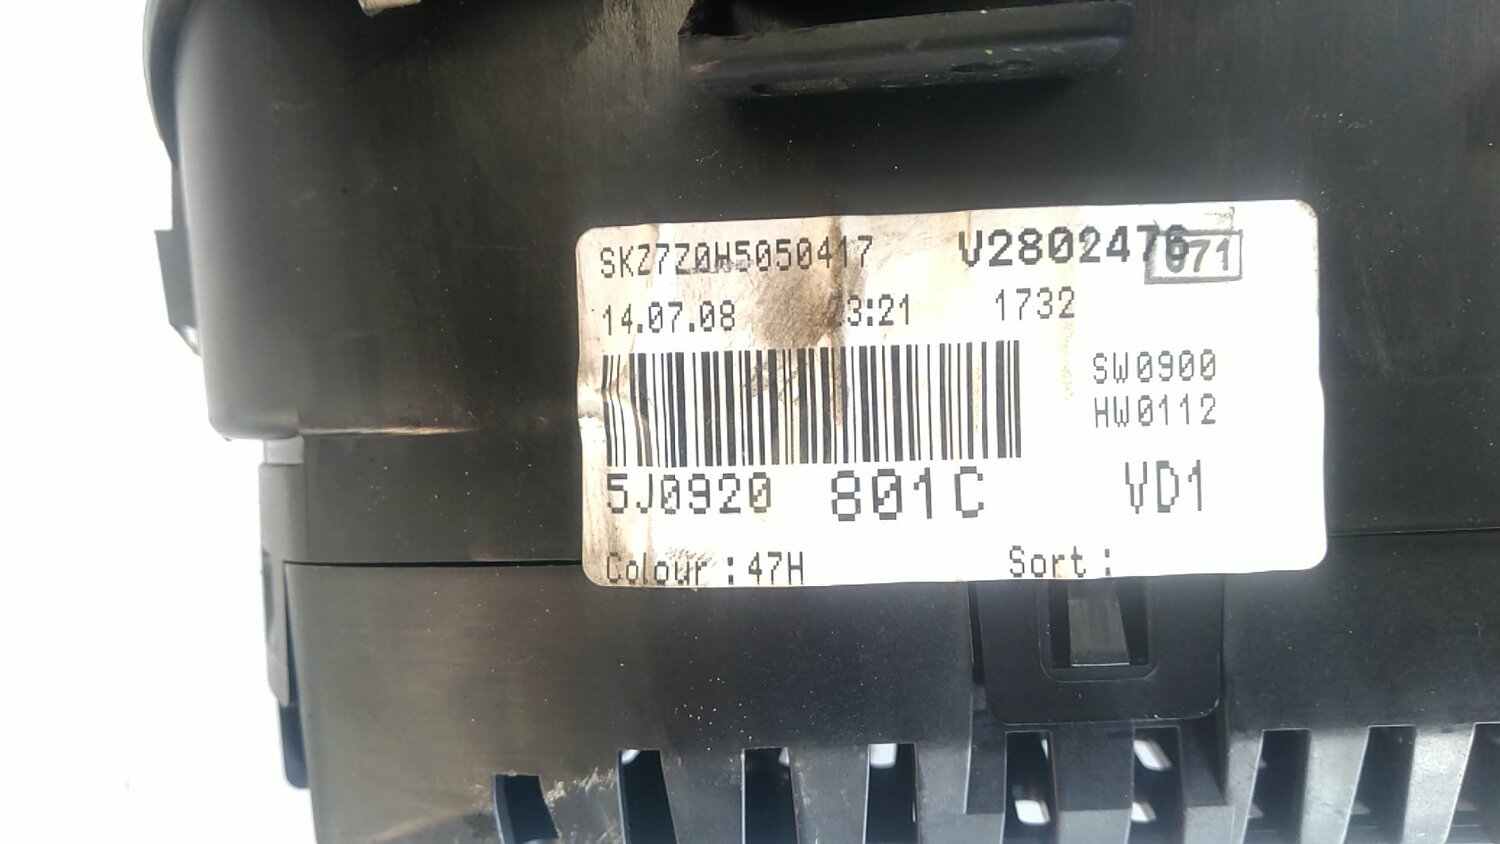 SKZ7Z0H5050417 V2802476 071
14.07.08 23:21 1732
SW0900
HW0112
5J0920 801C VD1
Colour : 47H Sort :